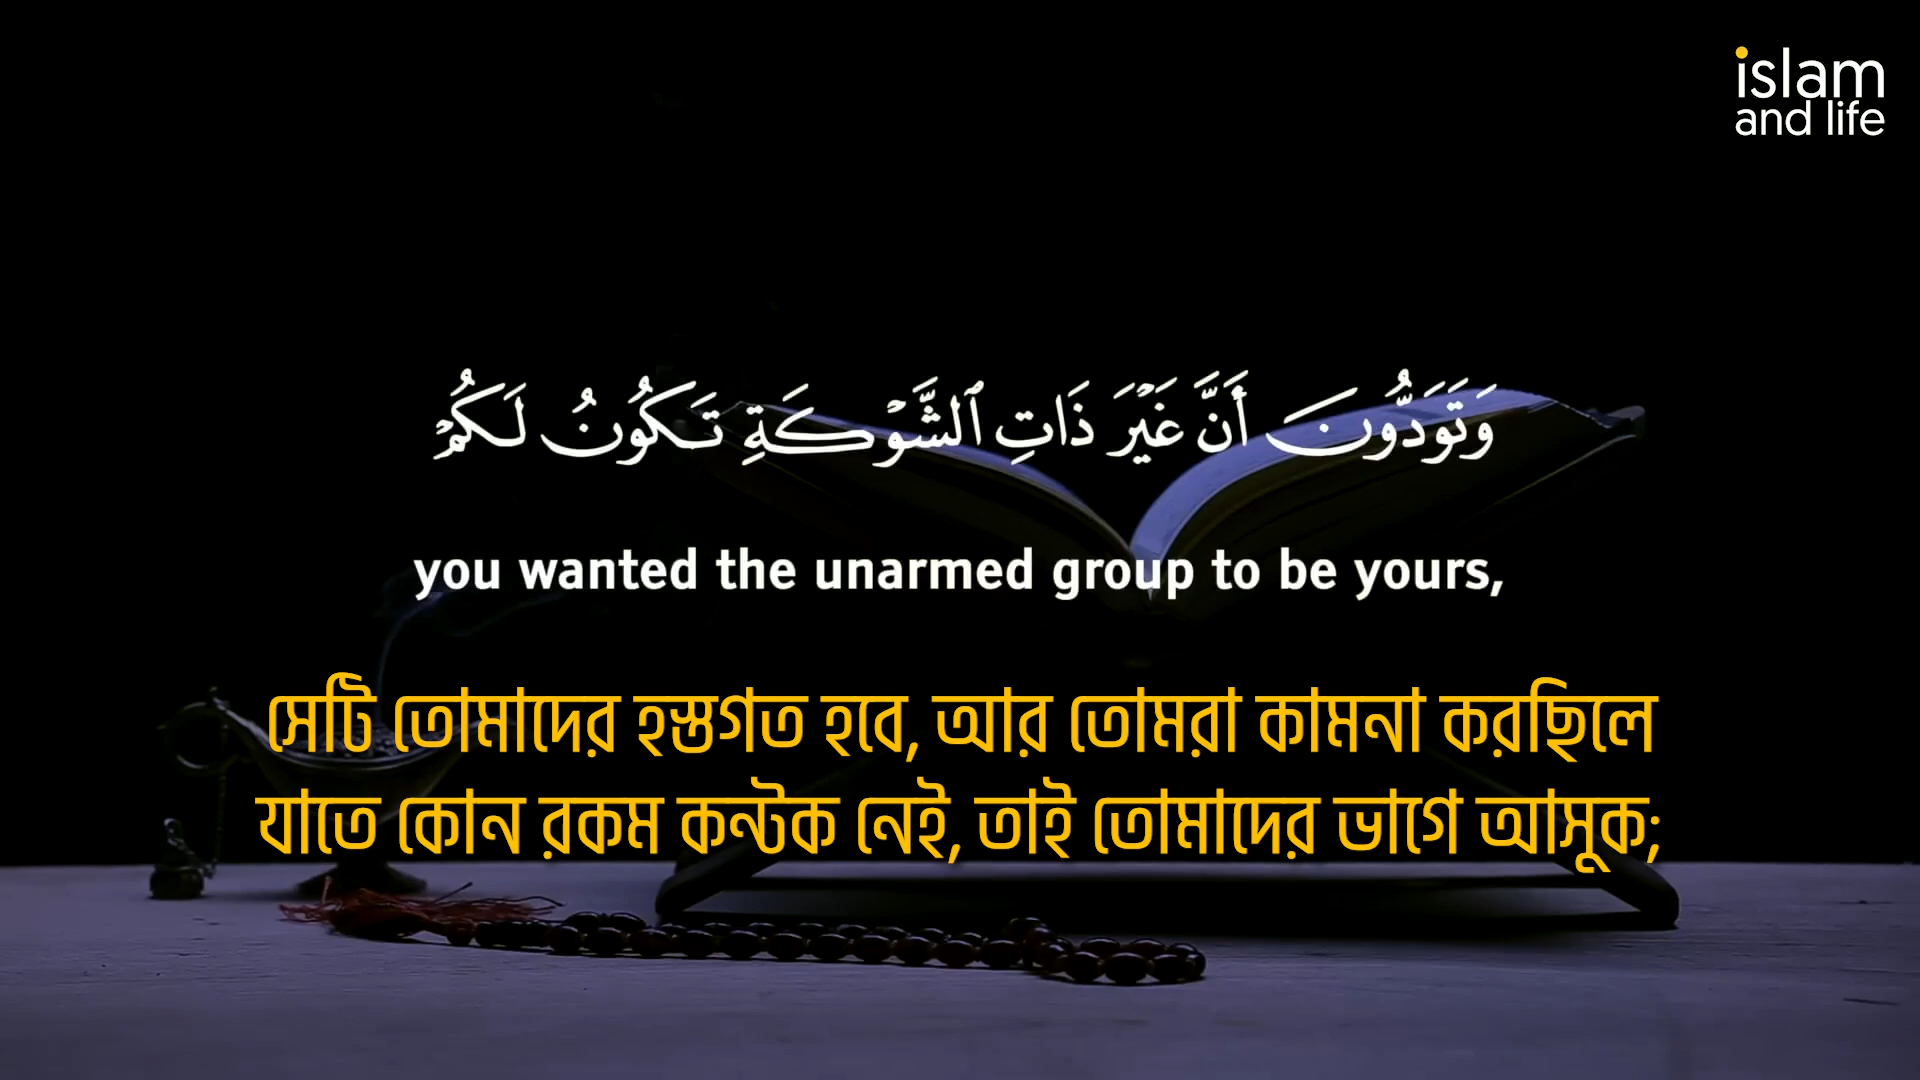 islam
and life
وَتَوَدُّونَ أَنَّ غَيْرَ ذَاتِ ٱلشَّوْكَةِ تَكُونُ لَكُمْ
you wanted the unarmed group to be yours,
সেটি তোমাদের হস্তগত হবে, আর তোমরা কামনা করছিলে
যাতে কোন রকম কন্টক নেই, তাই তোমাদের ভাগে আসুক;